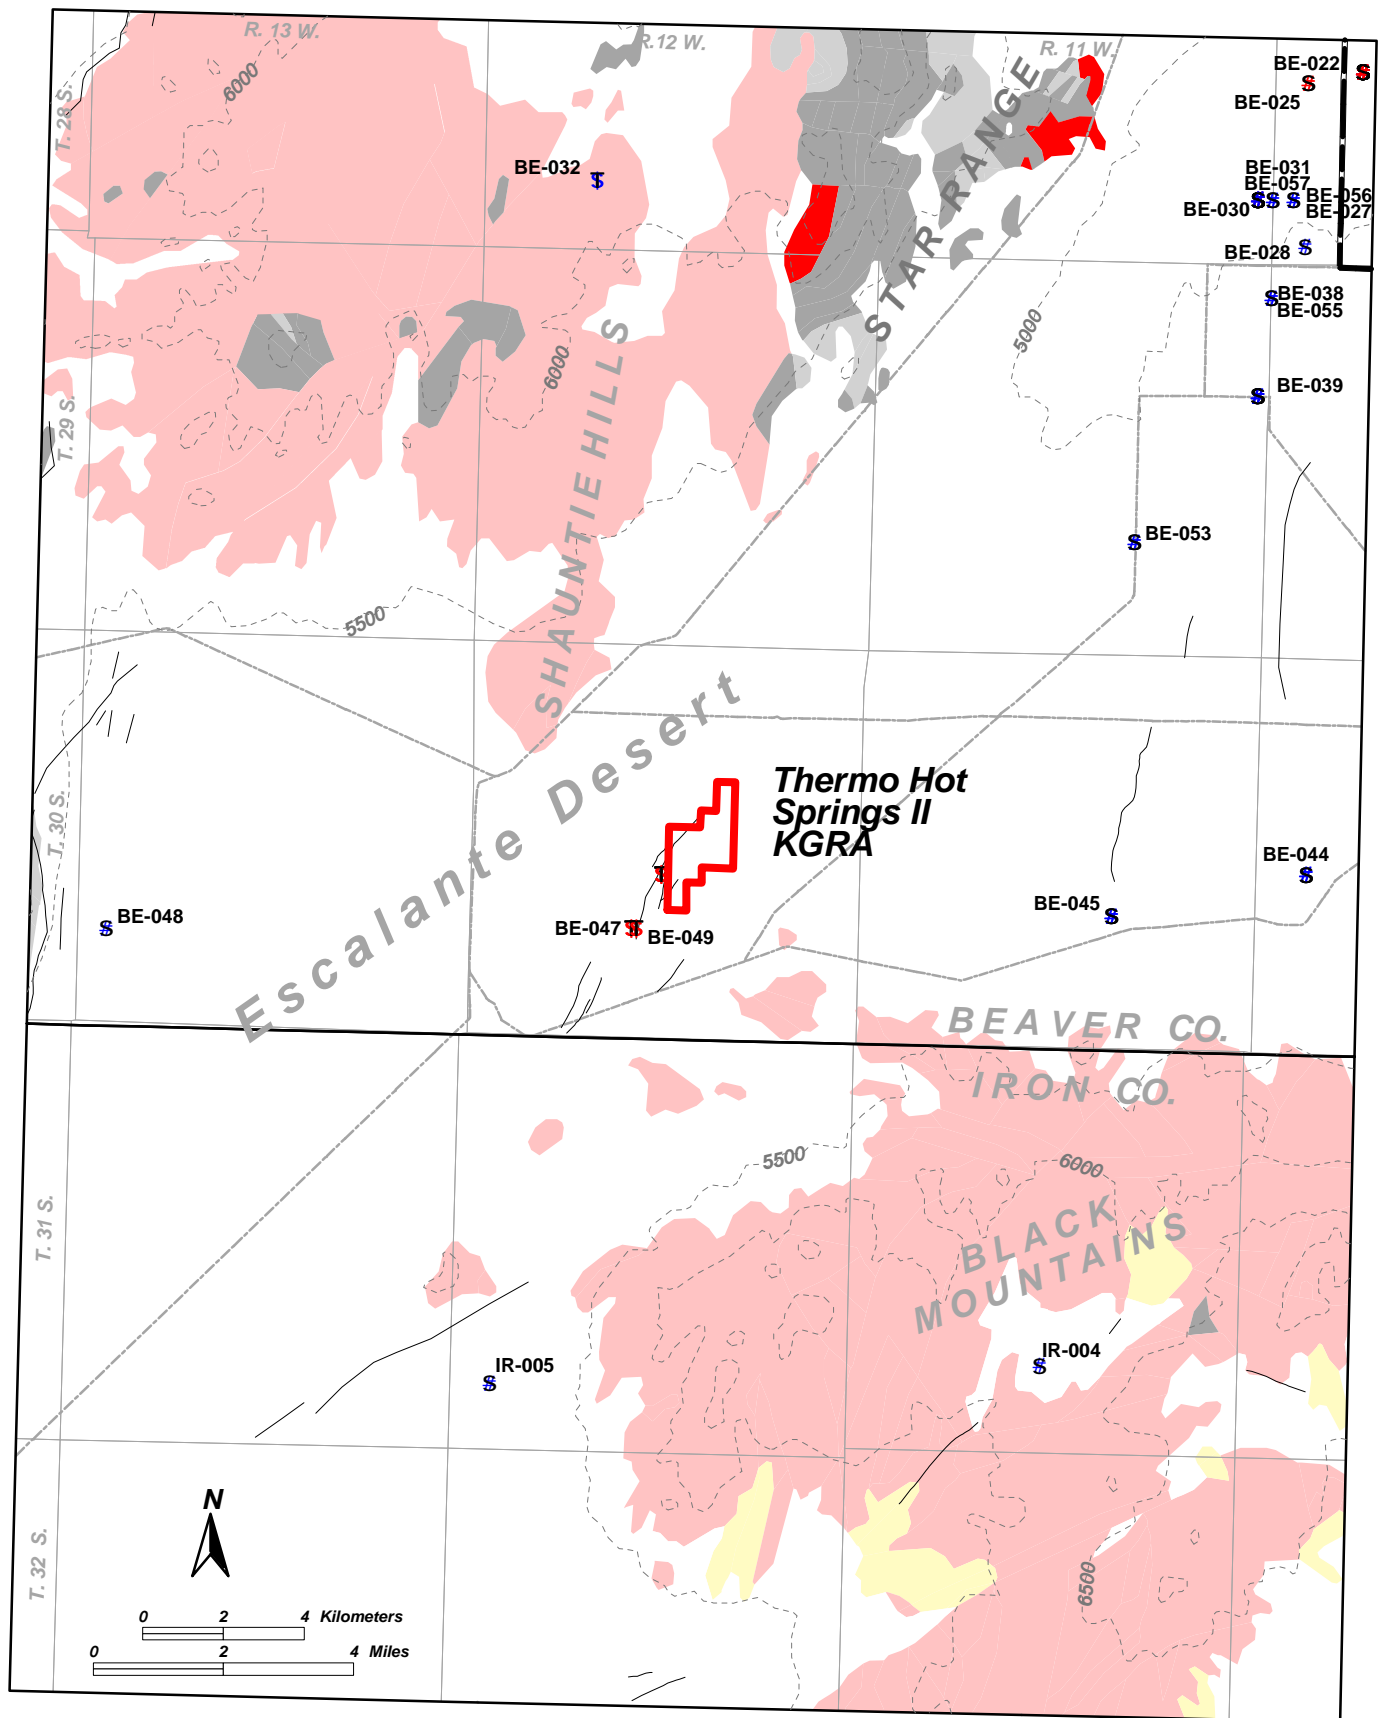 R. 13 W.
R.12 W.
R. 11 W.
6000
T. 28 S.
BE-022
BE-025
STAR RANGE
BE-032
BE-031
BE-057
BE-056
BE-030
BE-027
BE-028
BE-038
BE-055
5000
6000
SHAUNTIE HILLS
BE-039
T. 29 S.
BE-053
5500
Escalante Desert
Thermo Hot
Springs II
KGRA
T. 30 S.
BE-044
BE-048
BE-045
BE-047
BE-049
BEAVER CO.
IRON CO.
5500
6000
T. 31 S.
BLACK
MOUNTAINS
IR-005
IR-004
N
T. 32 S.
6500
0 2 4 Kilometers
0 2 4 Miles